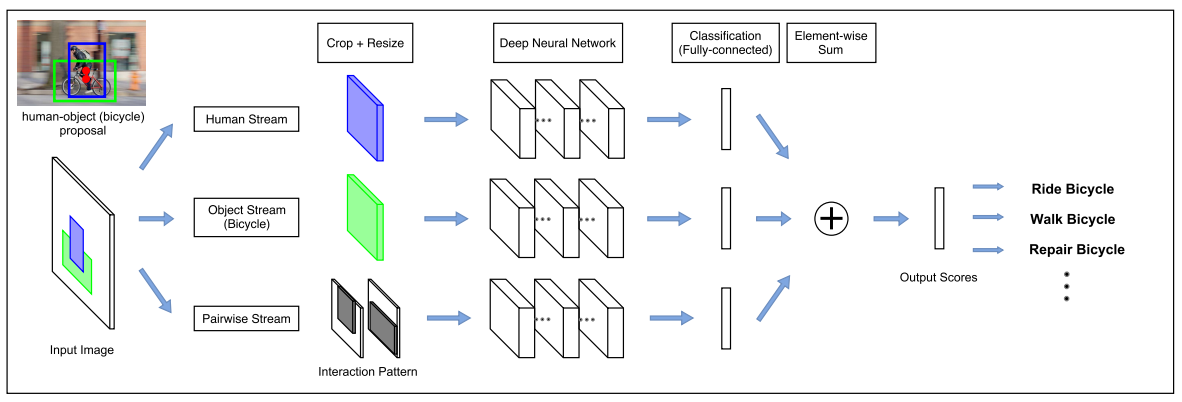 Crop + Resize
Deep Neural Network
Classification
(Fully-connected)
Element-wise
Sum
human-object (bicycle)
proposal
Human Stream
Object Stream
(Bicycle)
Pairwise Stream
Input Image
Interaction Pattern
Output Scores
Ride Bicycle
Walk Bicycle
Repair Bicycle